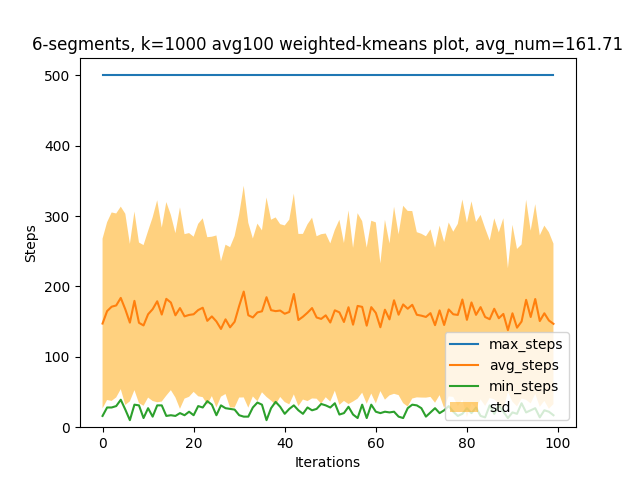 6-segments, k=1000 avg100 weighted-kmeans plot, avg_num=161.71
500
400
300
200
100
0
Steps
max_steps
avg_steps
min_steps
std
0 20 40 60 80 100
Iterations